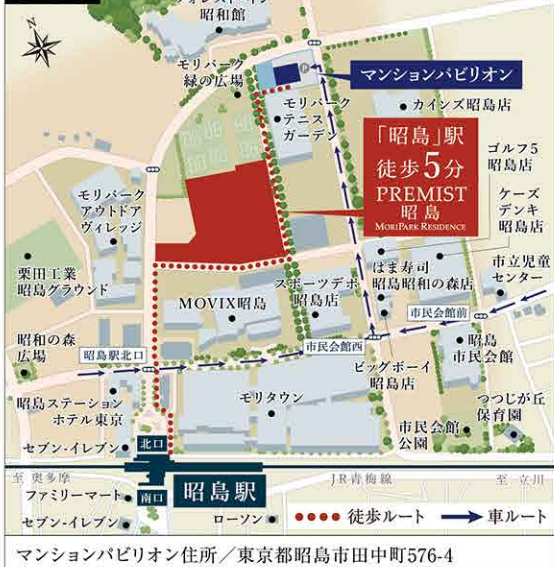 昭和館
モリパーク
緑の広場
マンションパビリオン
P
モリパーク
テニス
ガーデン
カインズ昭島店
「昭島」駅
徒歩5分
PREMIST
昭島
MORIPARK RESIDENCE
ゴルフ5
昭島店
ケーズ
デンキ
昭島店
モリパーク
アウトドア
ヴィレッジ
栗田工業
昭島グラウンド
はま寿司
昭島昭和の森店
市立児童
センター
MOVIX昭島
スポーツデポ
昭島店
市民会館前
昭和の森
広場
昭島駅北口
市民会館西
昭島
市民会館
ビッグボーイ
昭島店
昭島ステーション
ホテル東京
モリタウン
つつじが丘
保育園
市民会館
公園
セブン-イレブン
北口
至 奥多摩
昭島駅
JR青梅線
至 立川
ファミリーマート
南口
セブン-イレブン
ローソン
徒歩ルート
車ルート
マンションパビリオン住所／東京都昭島市田中町576-4